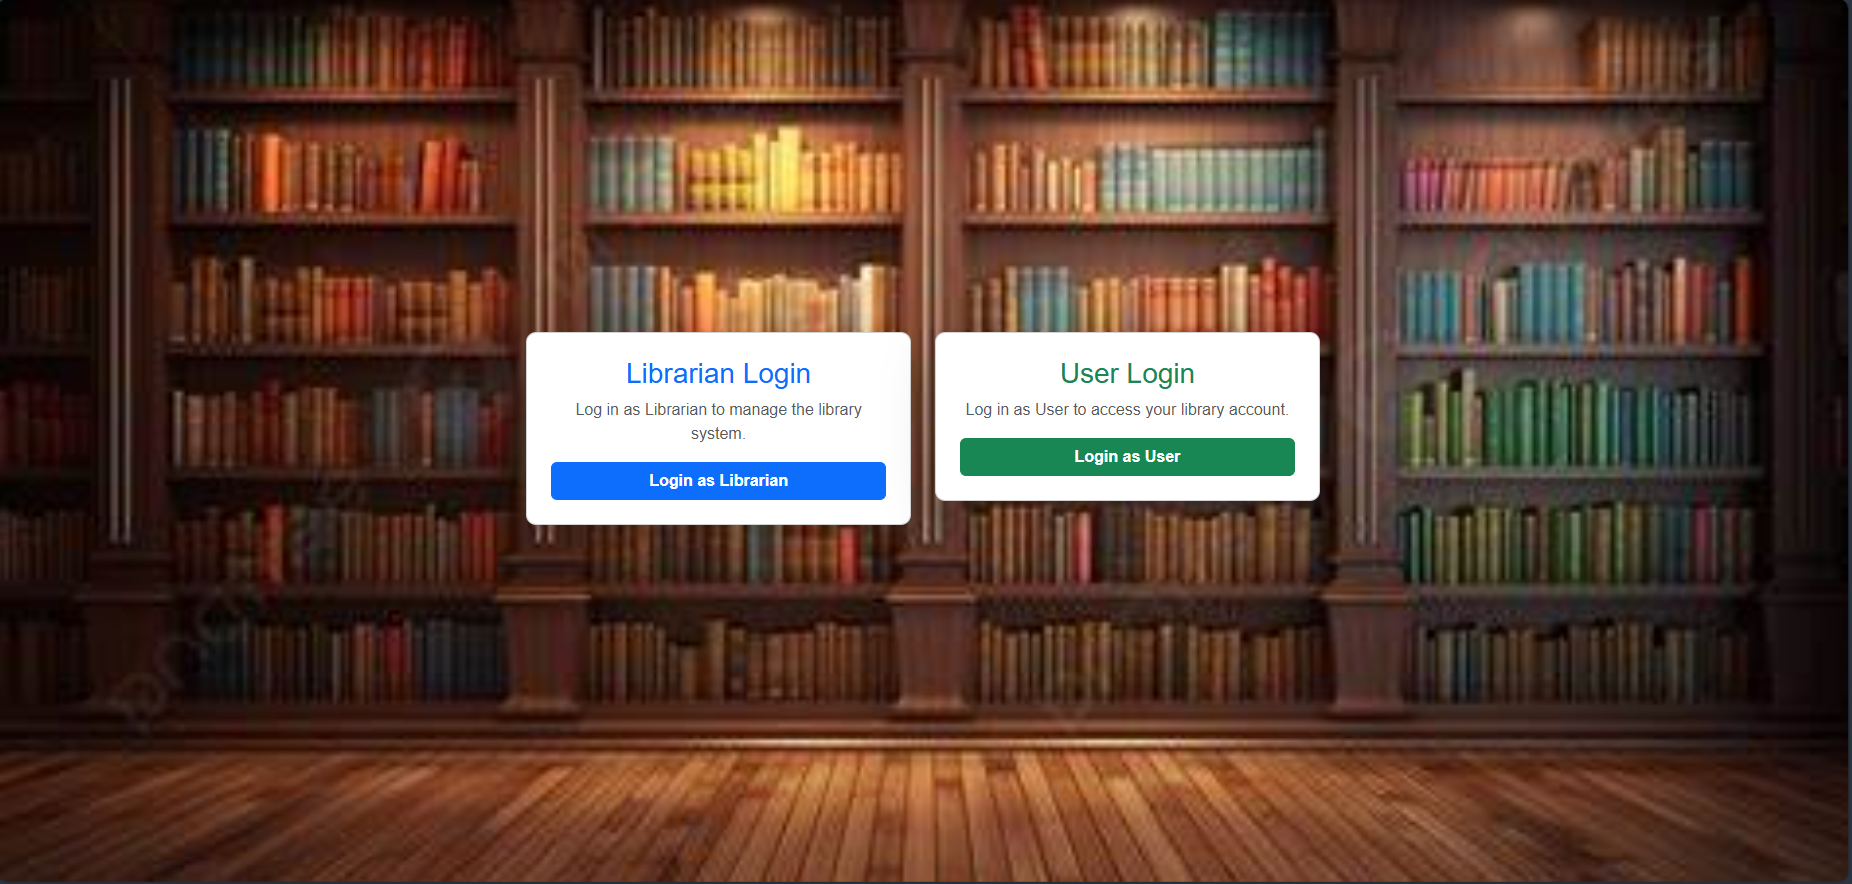 Librarian Login
Log in as Librarian to manage the library
system.
Login as Librarian
User Login
Log in as User to access your library account.
Login as User